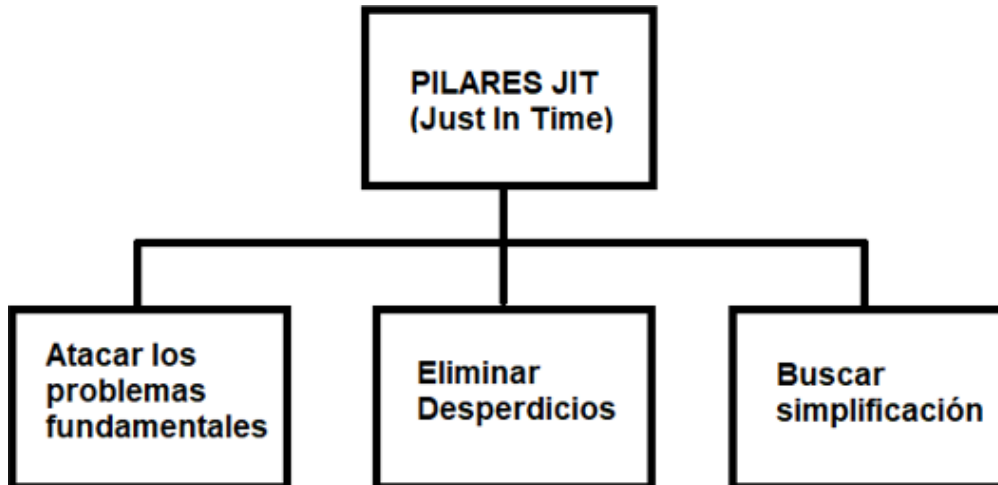 PILARES JIT
(Just In Time)
Atacar los
problemas
fundamentales
Eliminar
Desperdicios
Buscar
simplificación